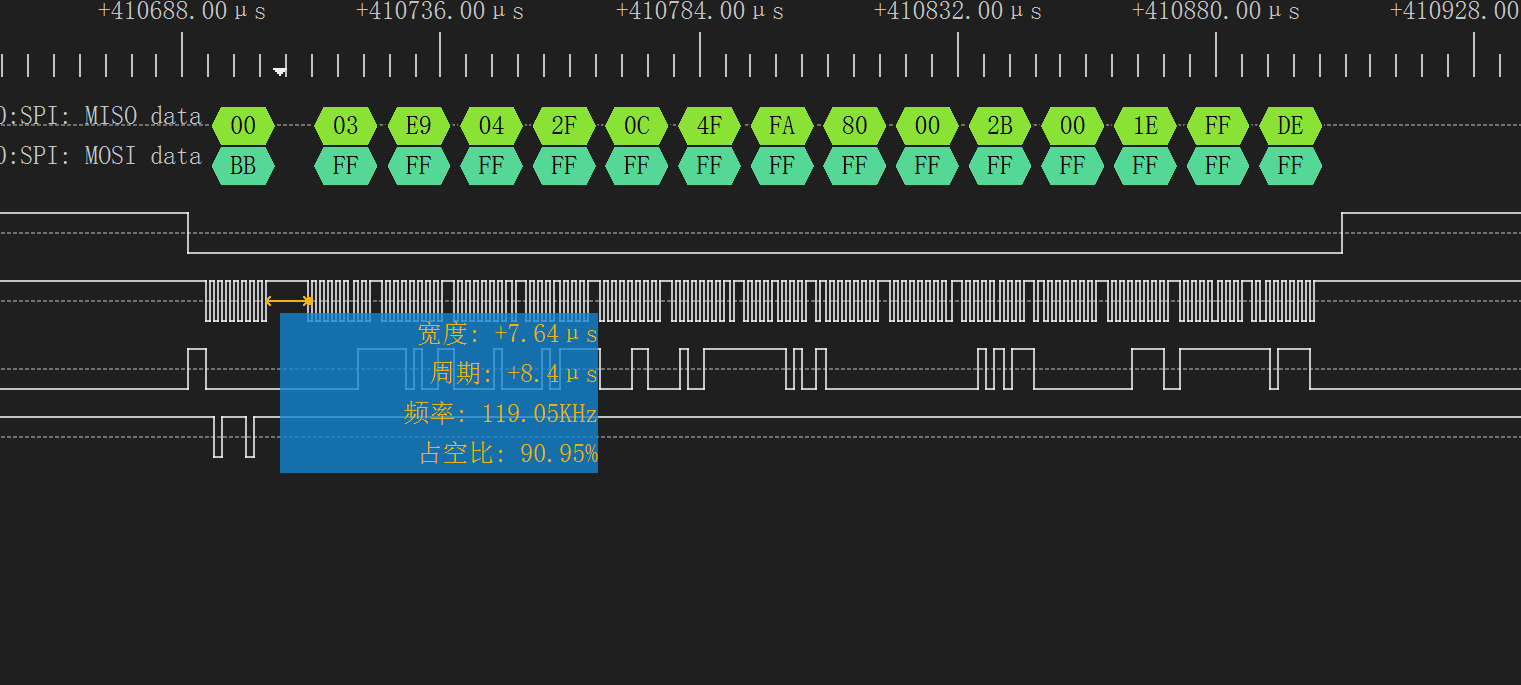 +410688.00μs +410736.00μs +410784.00μs +410832.00μs +410880.00μs +410928.00
0:SPI: MISO data 00 03 E9 04 2F 0C 4F FA 80 00 2B 00 1E FF DE
0:SPI: MOSI data BB FF FF FF FF FF FF FF FF FF FF FF FF FF FF
宽度: +7.64μs
周期: +8.4μs
频率: 119.05KHz
占空比: 90.95%